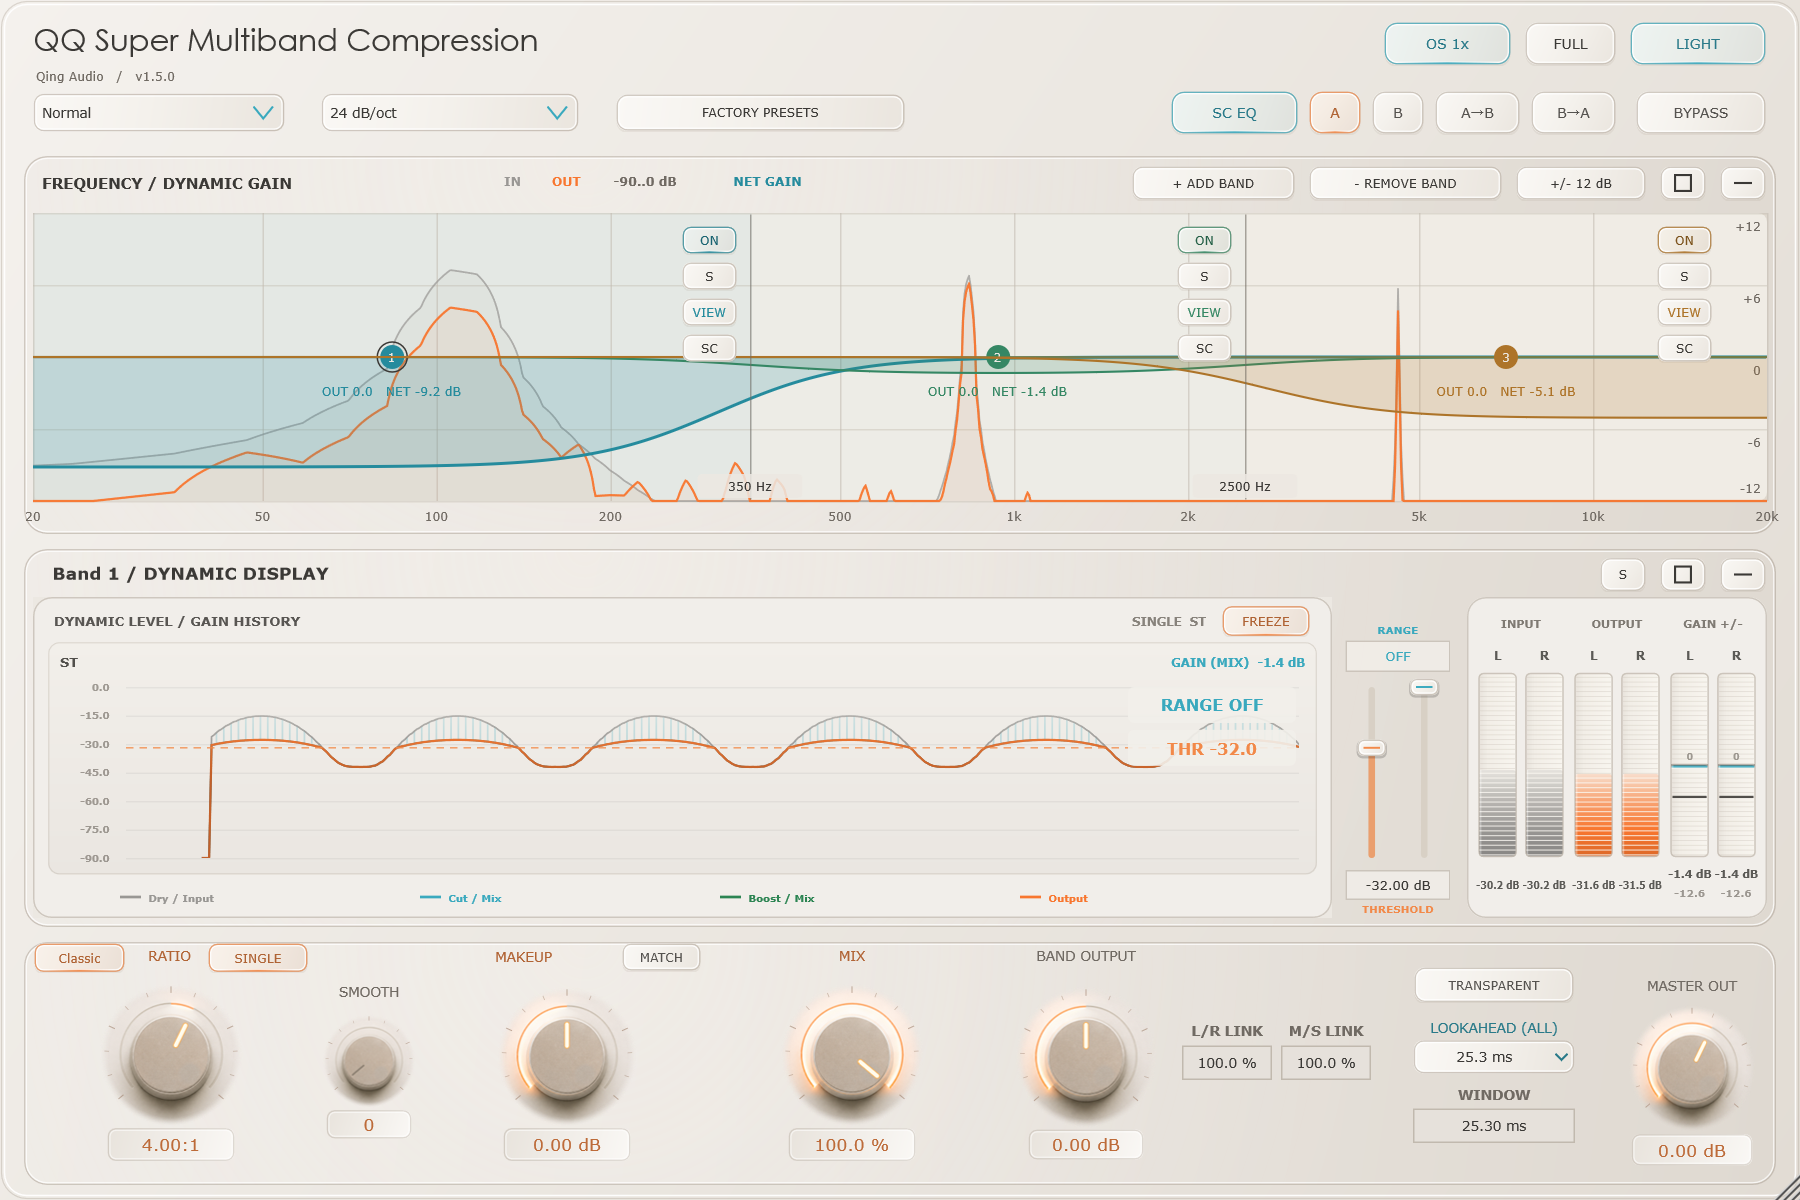 QQ Super Multiband Compression
Qing Audio / v1.5.0
OS 1x FULL LIGHT
Normal 24 dB/oct FACTORY PRESETS SC EQ A B A→B B→A BYPASS
FREQUENCY / DYNAMIC GAIN IN OUT -90..0 dB NET GAIN + ADD BAND - REMOVE BAND +/- 12 dB
+12
ON ON ON
S S S
+6
VIEW VIEW VIEW
SC SC SC
1 2 3
0
OUT 0.0 NET -9.2 dB OUT 0.0 NET -1.4 dB OUT 0.0 NET -5.1 dB
-6
350 Hz 2500 Hz -12
20 50 100 200 500 1k 2k 5k 10k 20k
Band 1 / DYNAMIC DISPLAY S
DYNAMIC LEVEL / GAIN HISTORY SINGLE ST FREEZE
ST GAIN (MIX) -1.4 dB
0.0
RANGE OFF
-15.0
-30.0
THR -32.0
-45.0
-60.0
-75.0
-90.0
Dry / Input Cut / Mix Boost / Mix Output
RANGE
OFF
-32.00 dB
THRESHOLD
INPUT OUTPUT GAIN +/-
L R L R L R
0 0
-30.2 dB -30.2 dB -31.6 dB -31.5 dB -1.4 dB -1.4 dB
-12.6 -12.6
Classic RATIO SINGLE MAKEUP MATCH MIX BAND OUTPUT
SMOOTH
TRANSPARENT MASTER OUT
L/R LINK M/S LINK LOOKAHEAD (ALL)
100.0 % 100.0 % 25.3 ms
WINDOW
25.30 ms
4.00:1 0 0.00 dB 100.0 % 0.00 dB 0.00 dB